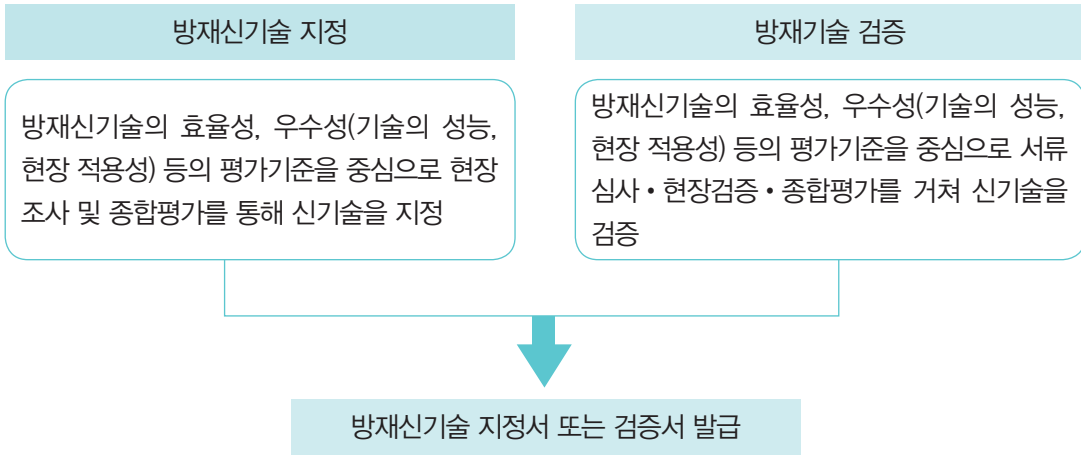 방재신기술 지정
방재신기술의 효율성, 우수성(기술의 성능,
현장 적용성) 등의 평가기준을 중심으로 현장
조사 및 종합평가를 통해 신기술을 지정
방재기술 검증
방재신기술의 효율성, 우수성(기술의 성능,
현장 적용성) 등의 평가기준을 중심으로 서류
심사•현장검증•종합평가를 거쳐 신기술을
검증
방재신기술 지정서 또는 검증서 발급